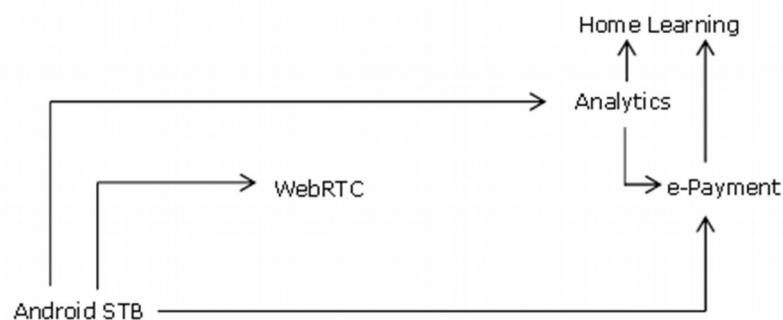 Home Learning
Analytics
WebRTC
e-Payment
Android STB